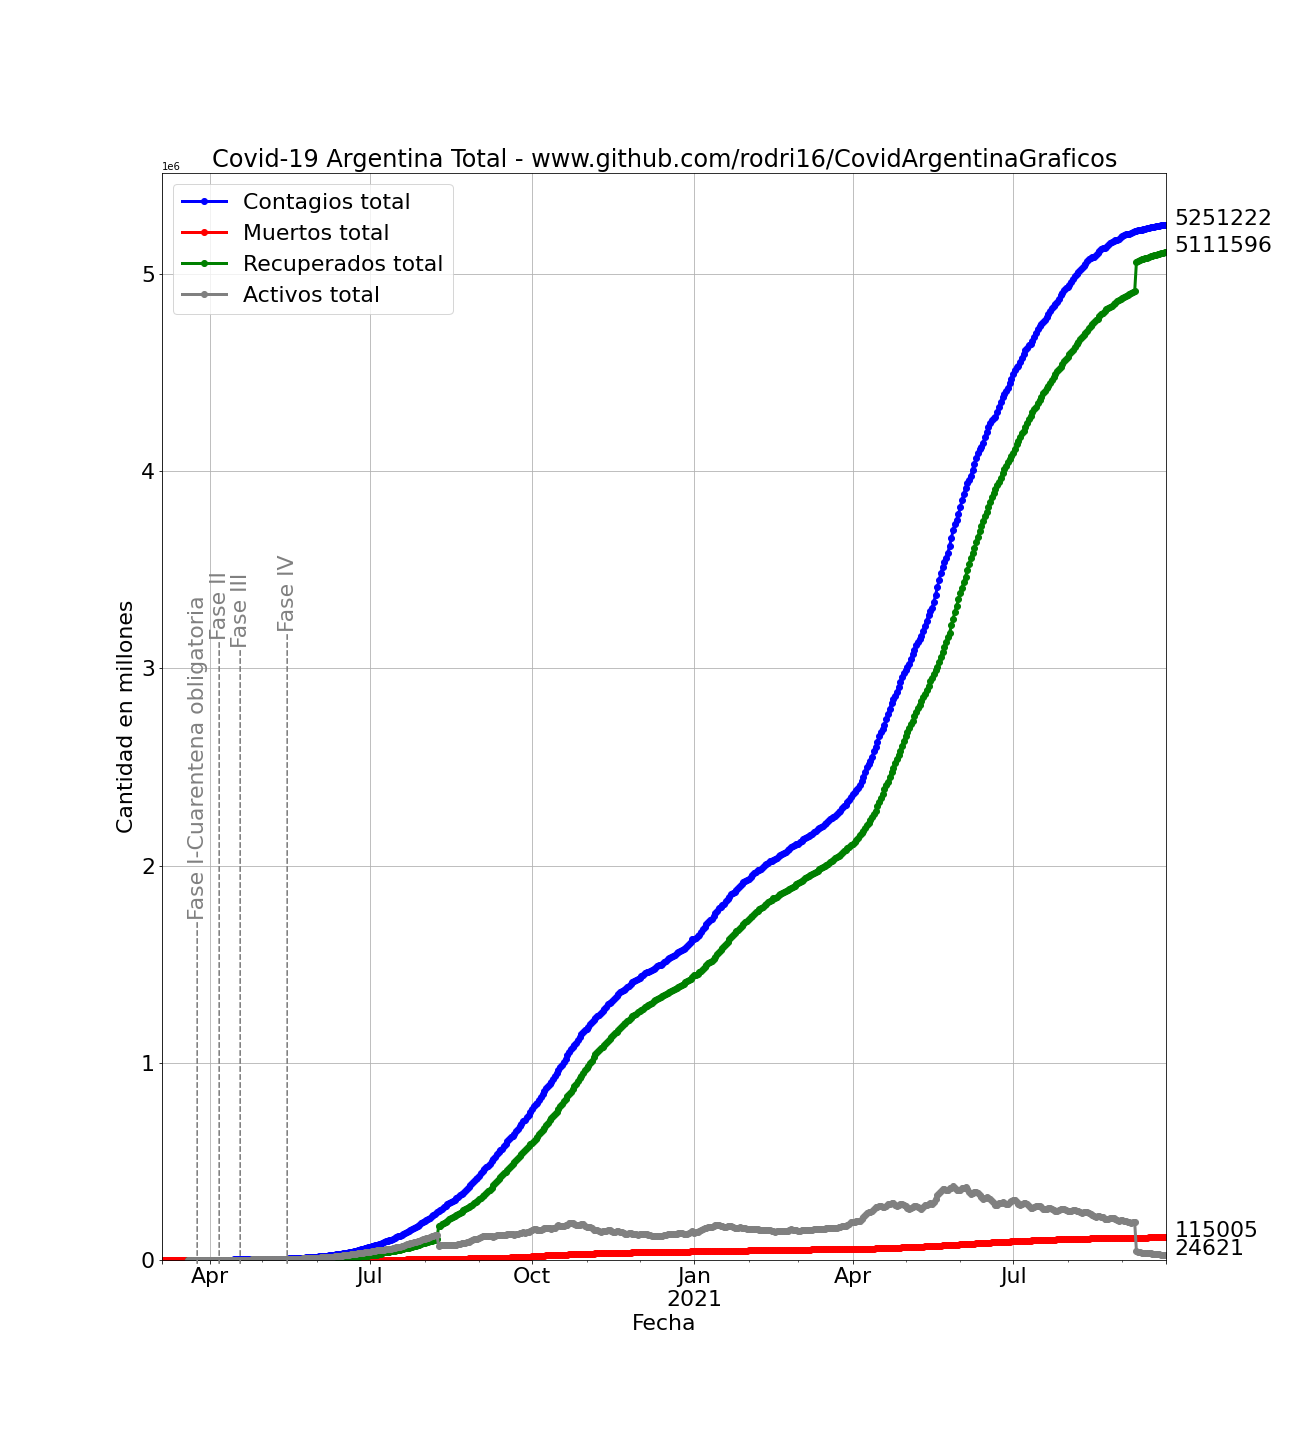 Covid-19 Argentina Total - www.github.com/rodri16/CovidArgentinaGraficos
1e6
Contagios total
Muertos total
Recuperados total
Activos total
5251222
5111596
115005
24621
5
4
3
2
1
0
Cantidad en millones
Fase I-Cuarentena obligatoria
Fase II
Fase III
Fase IV
Apr
Jul
Oct
Jan
2021
Apr
Jul
Fecha